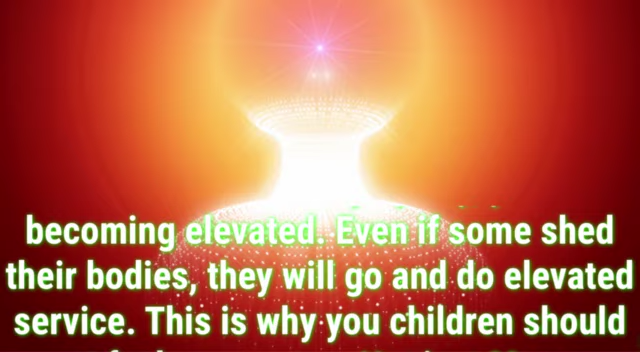 becoming elevated. Even if some shed
their bodies, they will go and do elevated
service. This is why you children should